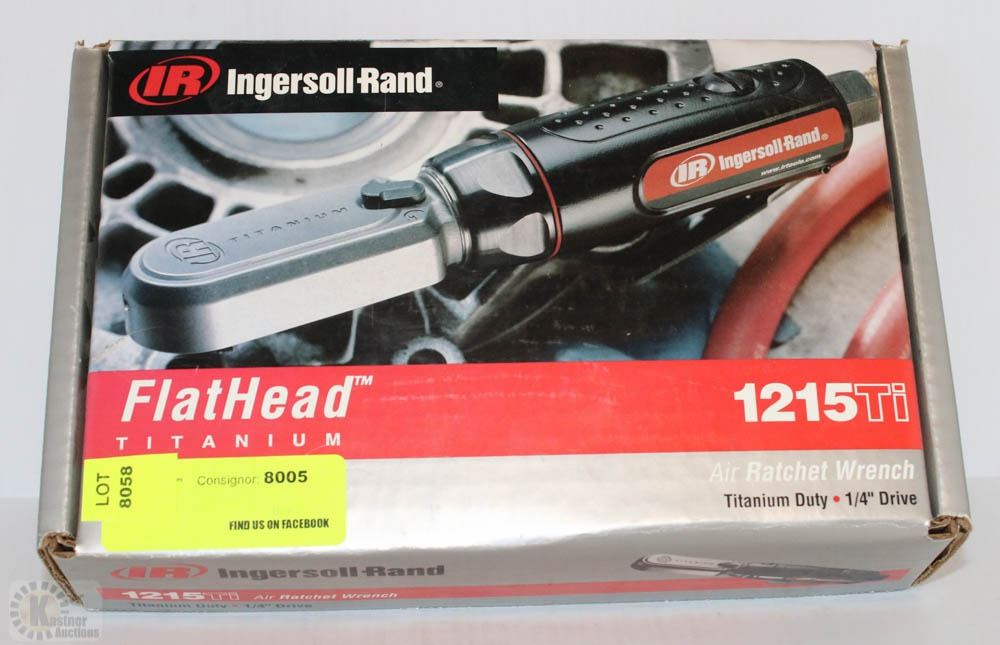 IR Ingersoll-Rand®
IR Ingersoll-Rand®
www.irtools.com
IR TITANIUM
FlatHead™
TITANIUM
1215Ti
Air Ratchet Wrench
Titanium Duty • 1/4" Drive
LOT
8058
Consignor: 8005
FIND US ON FACEBOOK
IR Ingersoll-Rand
1215Ti Air Ratchet Wrench
Titanium Duty • 1/4" Drive
Kastner
Auctions